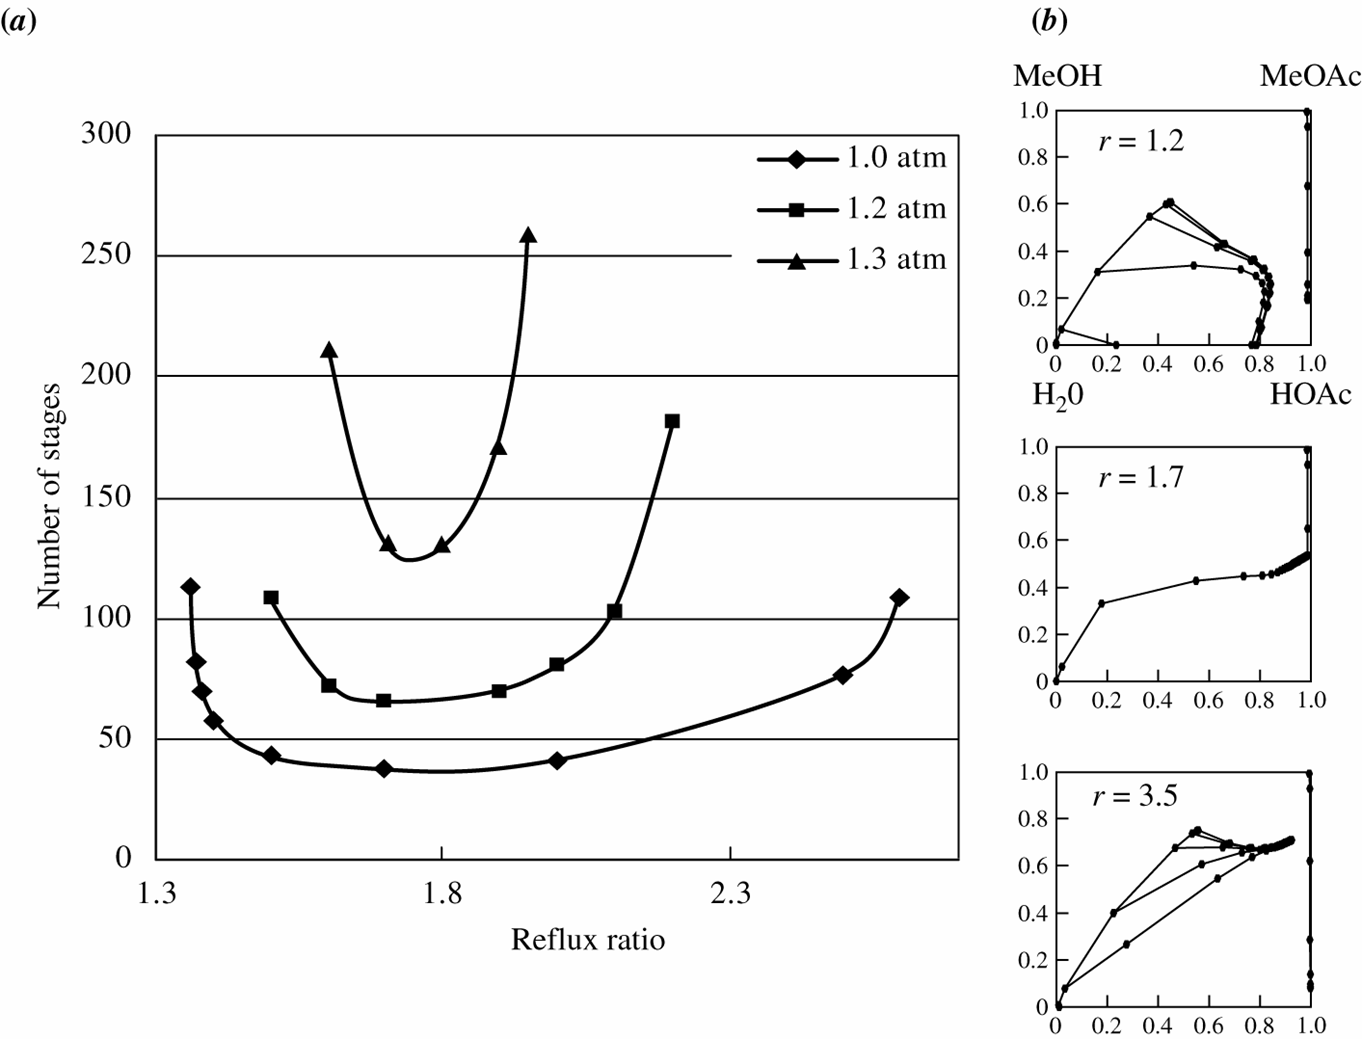 (a)
300
250
200
150
100
50
0
1.3 1.8 2.3
Number of stages
Reflux ratio
1.0 atm
1.2 atm
1.3 atm
(b)
MeOH MeOAc
r = 1.2
1.0
0.8
0.6
0.4
0.2
0
0 0.2 0.4 0.6 0.8 1.0
H₂0 HOAc
r = 1.7
1.0
0.8
0.6
0.4
0.2
0
0 0.2 0.4 0.6 0.8 1.0
r = 3.5
1.0
0.8
0.6
0.4
0.2
0
0 0.2 0.4 0.6 0.8 1.0